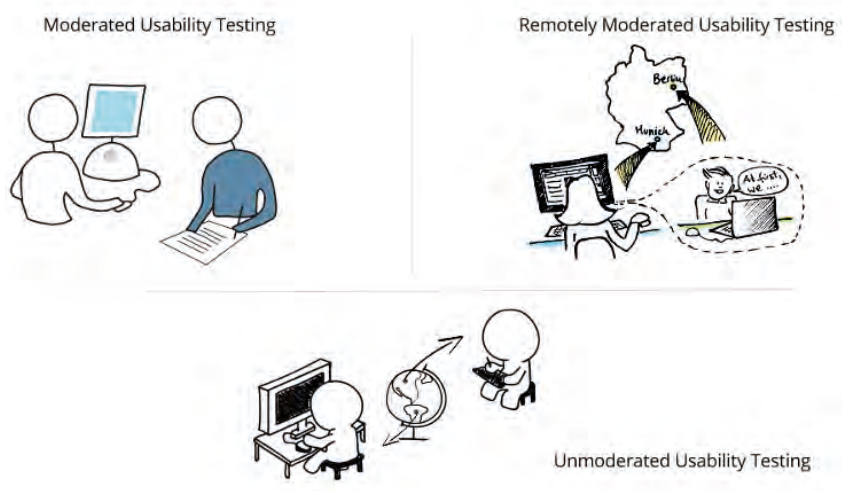 Moderated Usability Testing
Remotely Moderated Usability Testing
Berlin
Munich
At first,
we ....
Unmoderated Usability Testing